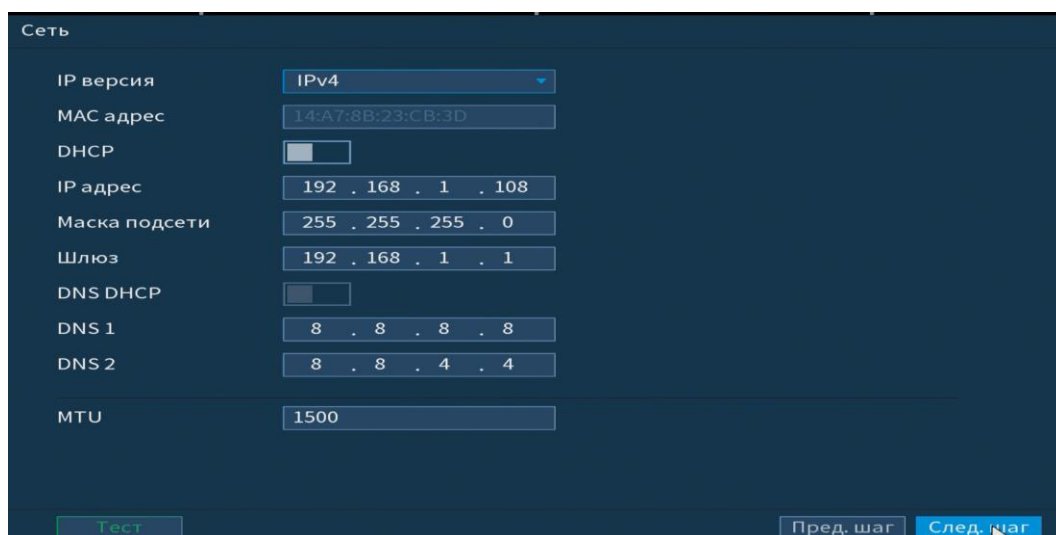 Сеть
IP версия IPv4
MAC адрес 14:A7:8B:23:CB:3D
DHCP
IP адрес 192 . 168 . 1 . 108
Маска подсети 255 . 255 . 255 . 0
Шлюз 192 . 168 . 1 . 1
DNS DHCP
DNS 1 8 . 8 . 8 . 8
DNS 2 8 . 8 . 4 . 4
MTU 1500
Тест Пред. шаг След. шаг